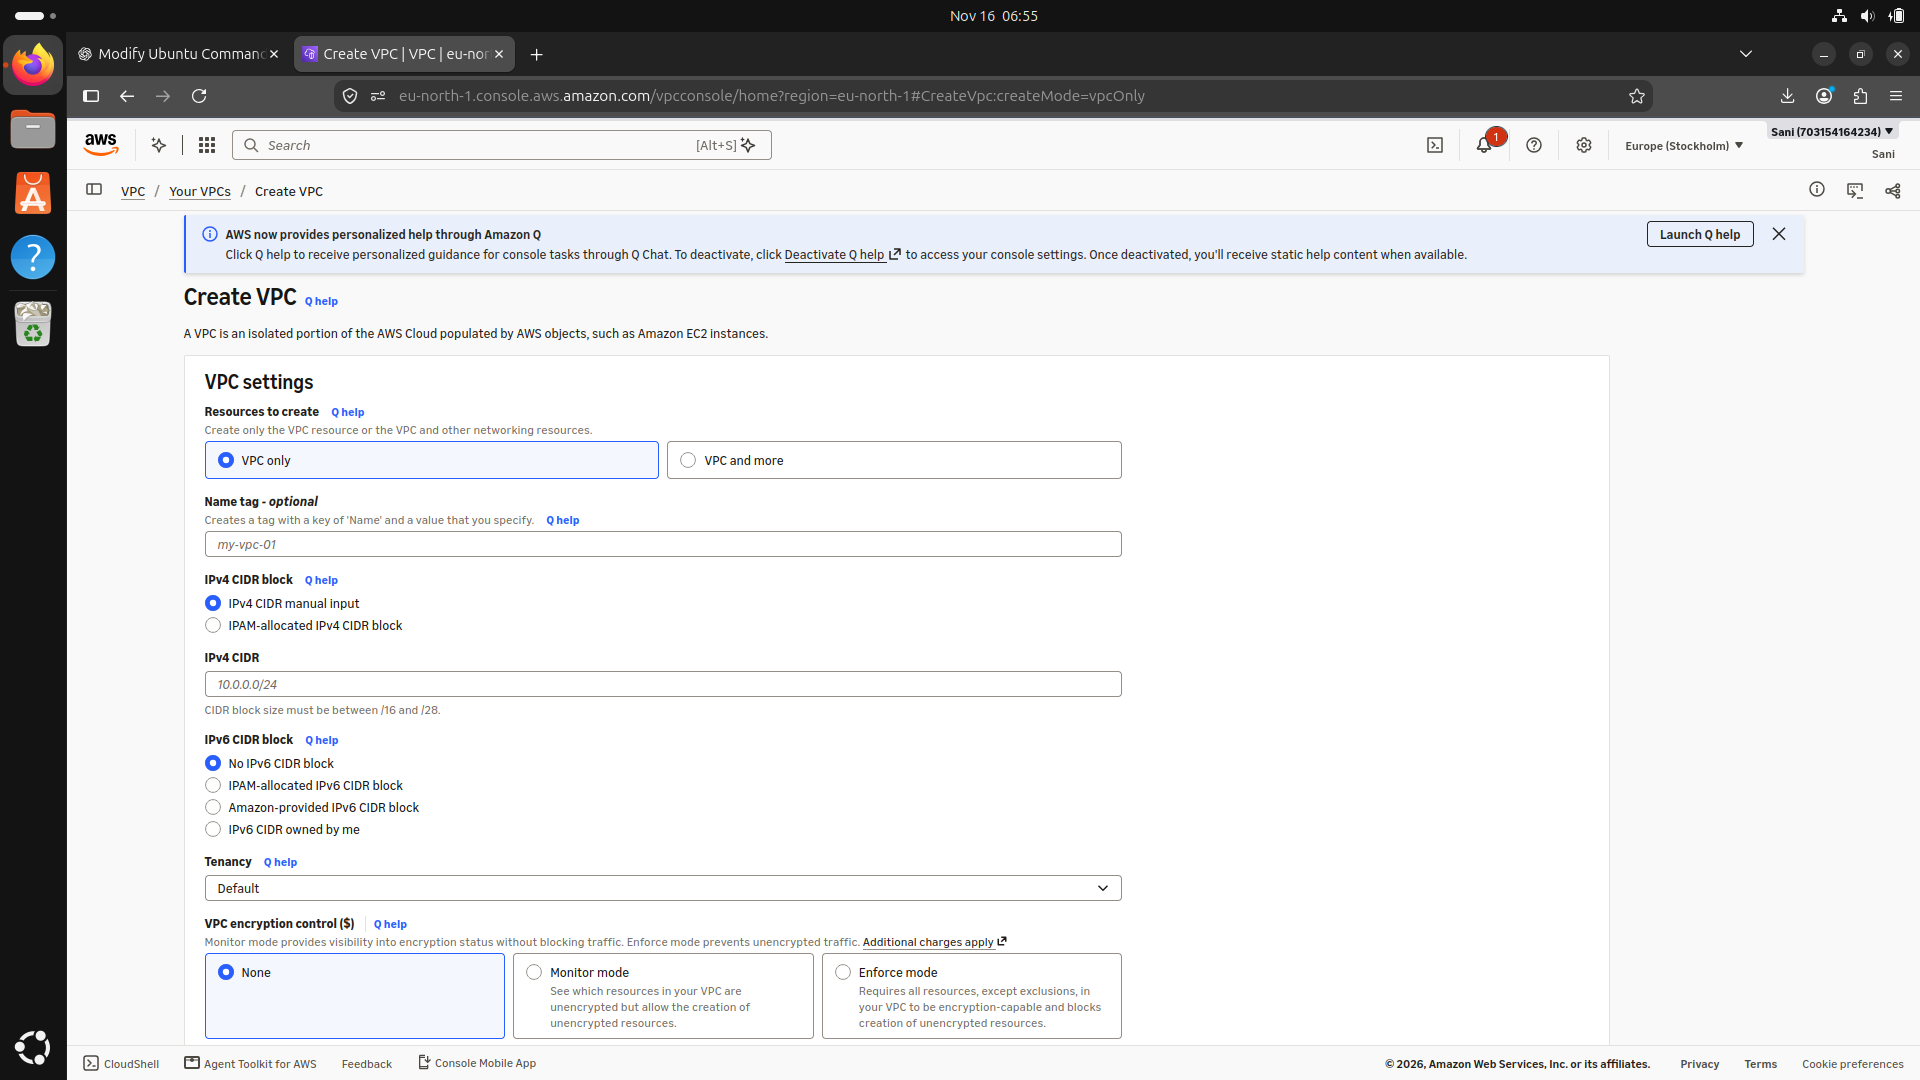 Nov 16 06:55
Modify Ubuntu Comman
Create VPC | VPC | eu-nor
eu-north-1.console.aws.amazon.com/vpcconsole/home?region=eu-north-1#CreateVpc:createMode=vpcOnly
aws
Search
[Alt+S]
1
Europe (Stockholm)
Sani (703154164234)
Sani
VPC / Your VPCs / Create VPC
AWS now provides personalized help through Amazon Q
Click Q help to receive personalized guidance for console tasks through Q Chat. To deactivate, click Deactivate Q help to access your console settings. Once deactivated, you'll receive static help content when available.
Launch Q help
Create VPC Q help
A VPC is an isolated portion of the AWS Cloud populated by AWS objects, such as Amazon EC2 instances.
VPC settings
Resources to create Q help
Create only the VPC resource or the VPC and other networking resources.
VPC only
VPC and more
Name tag - optional
Creates a tag with a key of 'Name' and a value that you specify. Q help
my-vpc-01
IPv4 CIDR block Q help
IPv4 CIDR manual input
IPAM-allocated IPv4 CIDR block
IPv4 CIDR
10.0.0.0/24
CIDR block size must be between /16 and /28.
IPv6 CIDR block Q help
No IPv6 CIDR block
IPAM-allocated IPv6 CIDR block
Amazon-provided IPv6 CIDR block
IPv6 CIDR owned by me
Tenancy Q help
Default
VPC encryption control ($) Q help
Monitor mode provides visibility into encryption status without blocking traffic. Enforce mode prevents unencrypted traffic. Additional charges apply
None
Monitor mode
See which resources in your VPC are
unencrypted but allow the creation of
unencrypted resources.
Enforce mode
Requires all resources, except exclusions, in
your VPC to be encryption-capable and blocks
creation of unencrypted resources.
CloudShell
Agent Toolkit for AWS
Feedback
Console Mobile App
© 2026, Amazon Web Services, Inc. or its affiliates.
Privacy
Terms
Cookie preferences